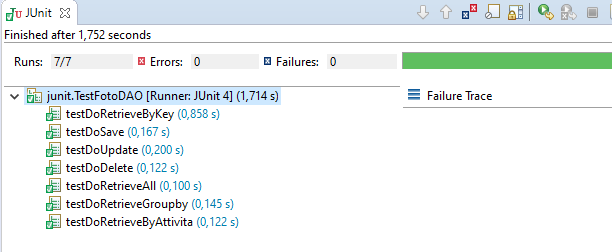 JUnit
Finished after 1,752 seconds
Runs: 7/7 Errors: 0 Failures: 0
junit.TestFotoDAO [Runner: JUnit 4] (1,714 s)
Failure Trace
testDoRetrieveByKey (0,858 s)
testDoSave (0,167 s)
testDoUpdate (0,200 s)
testDoDelete (0,122 s)
testDoRetrieveAll (0,100 s)
testDoRetrieveGroupby (0,145 s)
testDoRetrieveByAttivita (0,122 s)